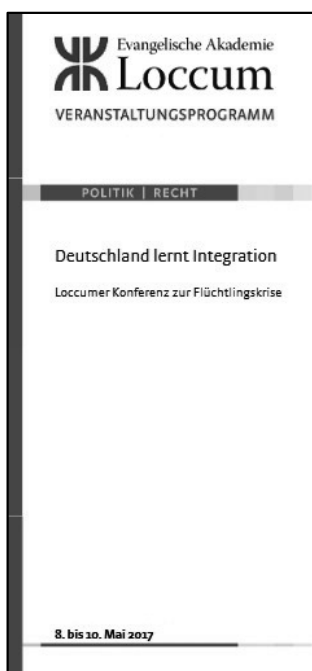 Evangelische Akademie
Loccum
VERANSTALTUNGSPROGRAMM
POLITIK | RECHT
Deutschland lernt Integration
Loccumer Konferenz zur Flüchtlingskrise
8. bis 10. Mai 2017